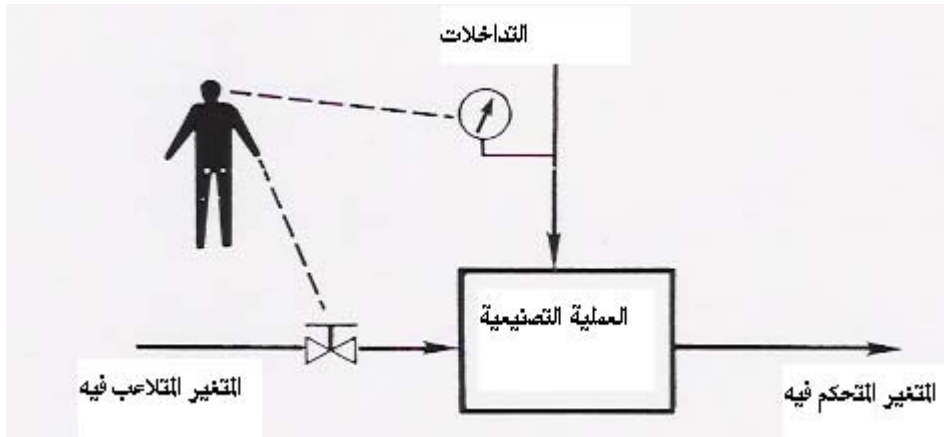 التداخلات
العملية التصنيعية
المتغير المتلاعب فيه
المتغير المتحكم فيه